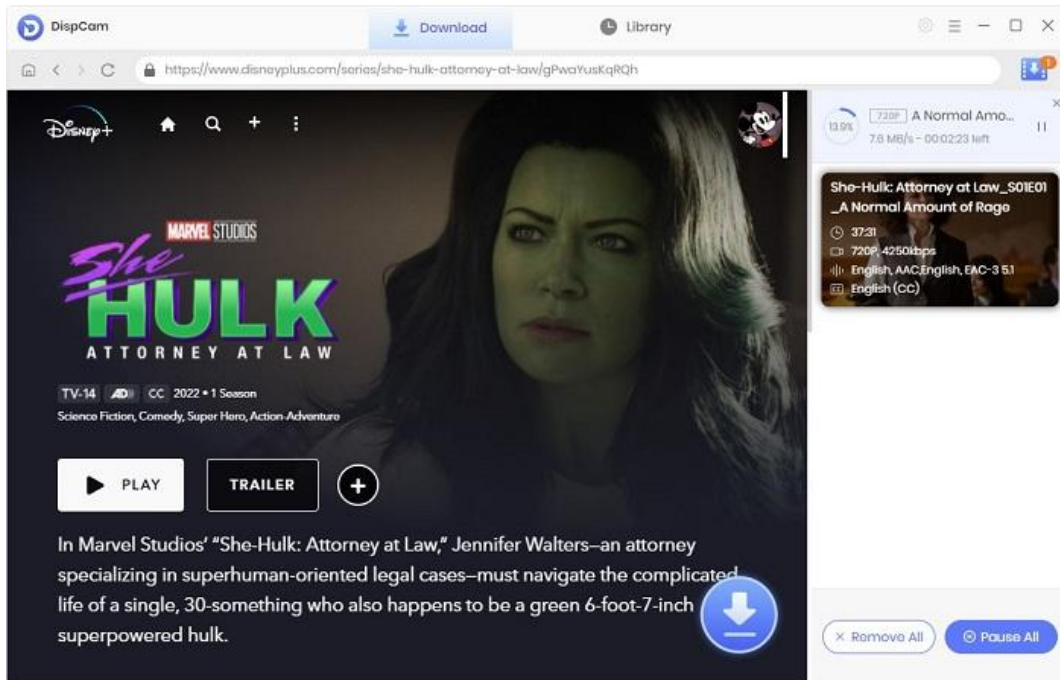 DispCam
Download
Library
https://www.disneyplus.com/series/she-hulk-attorney-at-law/gPwaYusKqRQh
1
Disney+
MARVEL STUDIOS
She
HULK
ATTORNEY AT LAW
TV-14 AD CC 2022 • 1 Season
Science Fiction, Comedy, Super Hero, Action-Adventure
PLAY
TRAILER
In Marvel Studios' "She-Hulk: Attorney at Law," Jennifer Walters—an attorney
specializing in superhuman-oriented legal cases—must navigate the complicated
life of a single, 30-something who also happens to be a green 6-foot-7-inch
superpowered hulk.
13.9%
720P A Normal Amo...
7.6 MB/s - 00:02:23 left
She-Hulk: Attorney at Law_S01E01
_A Normal Amount of Rage
37:31
720P, 4250kbps
English, AAC,English, EAC-3 5.1
CC English (CC)
Remove All
Pause All